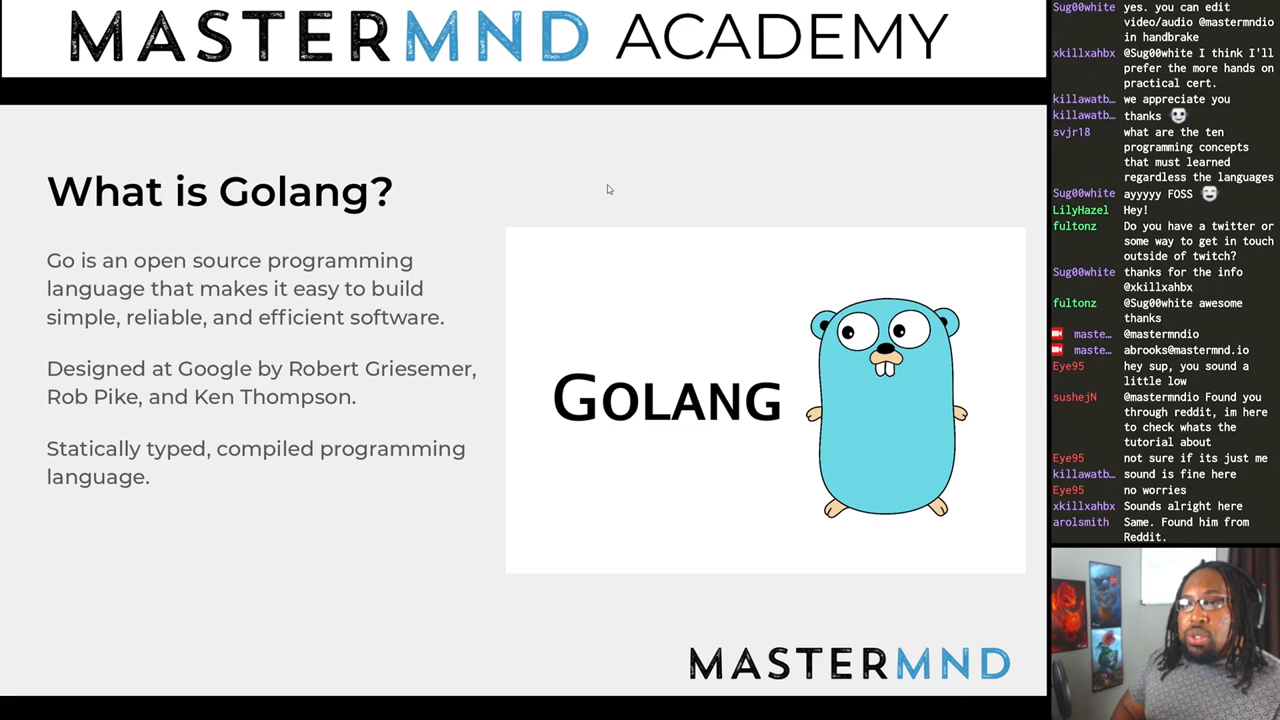 MASTERMND ACADEMY
What is Golang?
Go is an open source programming
language that makes it easy to build
simple, reliable, and efficient software.
Designed at Google by Robert Griesemer,
Rob Pike, and Ken Thompson.
Statically typed, compiled programming
language.
GOLANG
MASTERMND
Sug00white yes. you can edit
video/audio @mastermndio
in handbrake
xkillxahbx @Sug00white I think I'll
prefer the more hands on
practical cert.
killawatb… we appreciate you
killawatb… thanks
svjr18 what are the ten
programming concepts
that must learned
regardless the languages
Sug00white ayyyyy FOSS
LilyHazel Hey!
fultonz Do you have a twitter or
some way to get in touch
outside of twitch?
Sug00white thanks for the info
@xkillxahbx
fultonz @Sug00white awesome
thanks
maste… @mastermndio
maste… abrooks@mastermnd.io
Eye95 hey sup, you sound a
little low
sushejN @mastermndio Found you
through reddit, im here
to check whats the
tutorial about
Eye95 not sure if its just me
killawatb… sound is fine here
Eye95 no worries
xkillxahbx Sounds alright here
arolsmith Same. Found him from
Reddit.